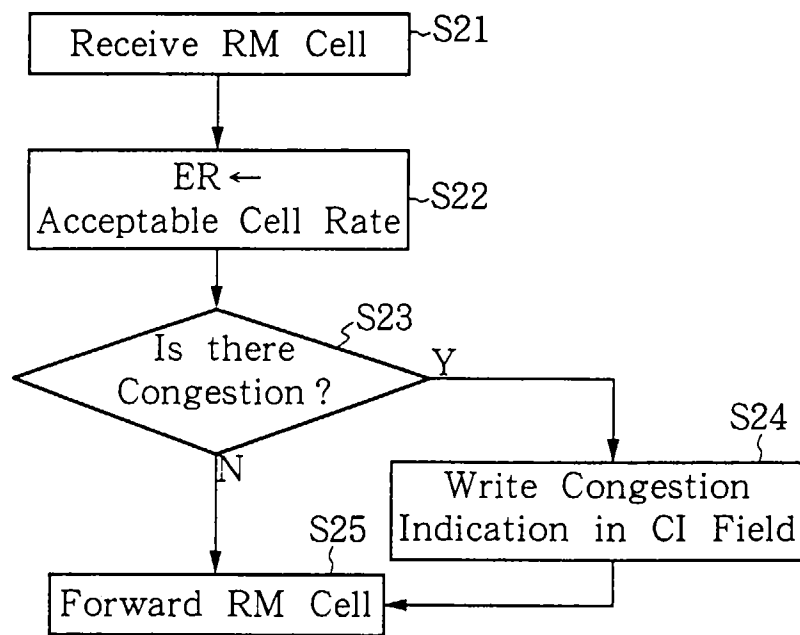 Receive RM Cell
S21
ER ←
Acceptable Cell Rate
S22
S23
Is there
Congestion ?
Y
N
S24
Write Congestion
Indication in CI Field
S25
Forward RM Cell